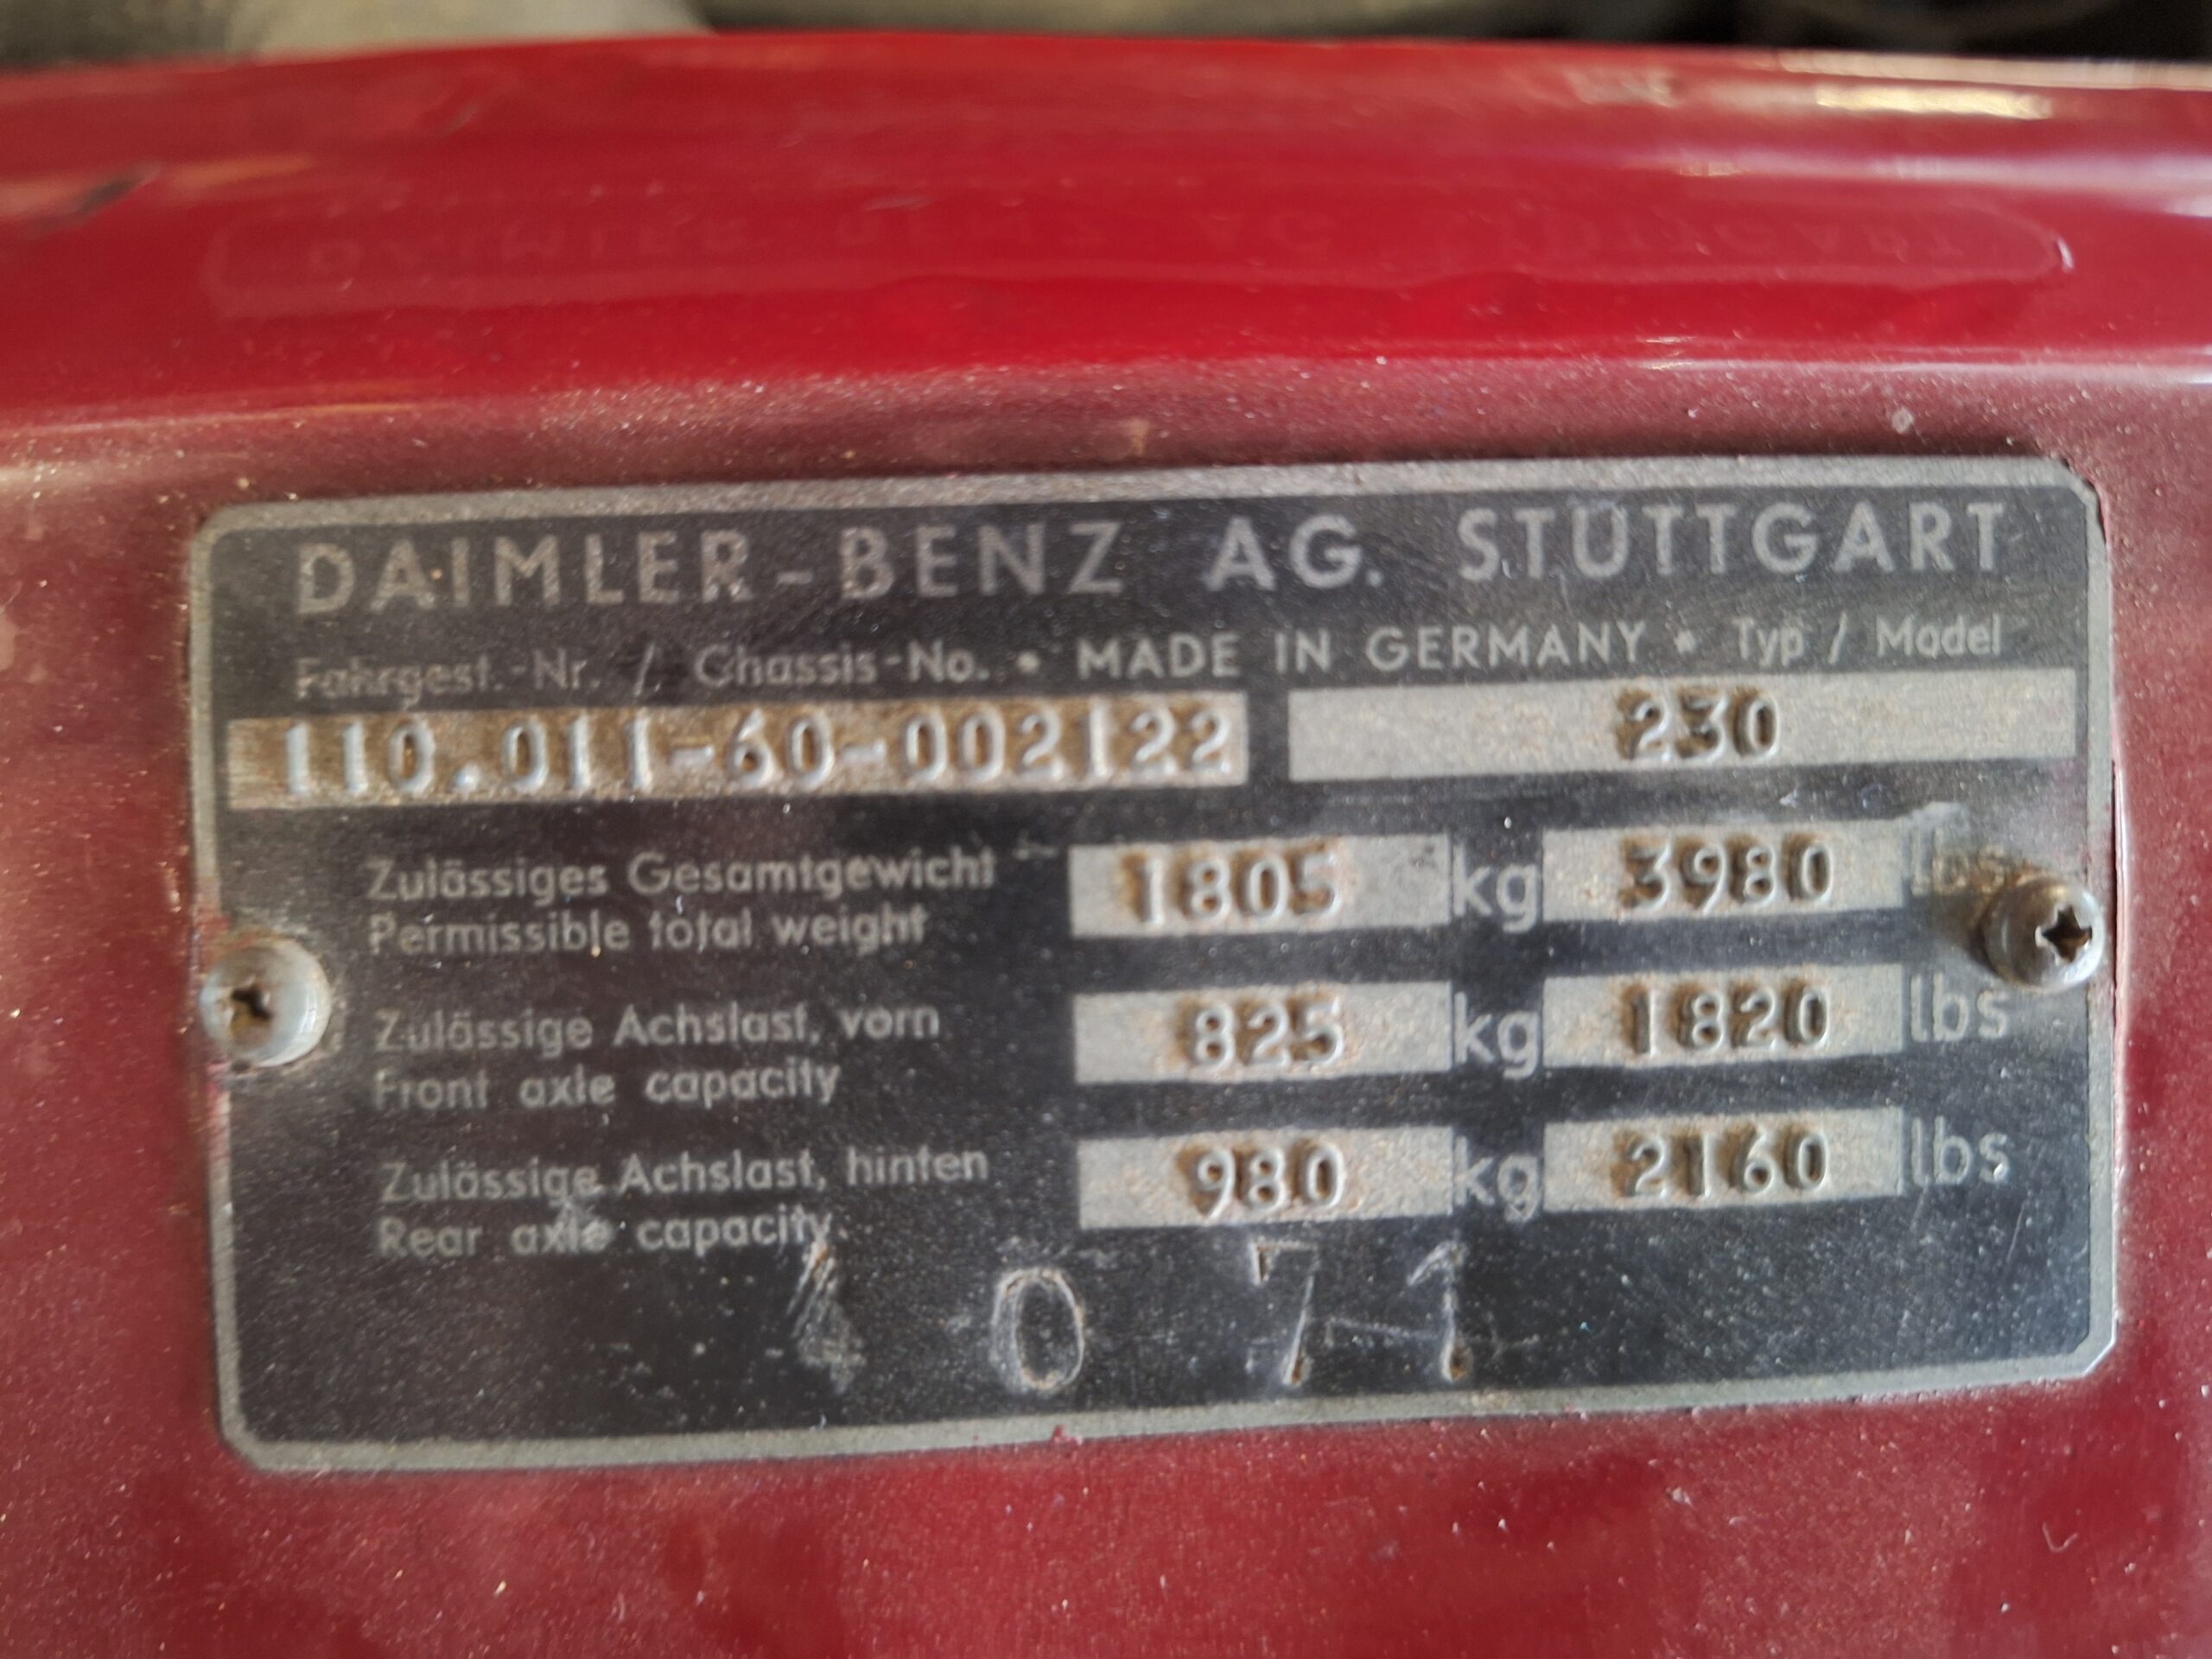 DAIMLER-BENZ AG. STUTTGART
Fahrgest.-Nr. / Chassis-No. • MADE IN GERMANY • Typ / Model
110.011-60-002122 230
Zulässiges Gesamtgewicht 1805 kg 3980 lbs
Permissible total weight
Zulässige Achslast, vorn 825 kg 1820 lbs
Front axle capacity
Zulässige Achslast, hinten 980 kg 2160 lbs
Rear axle capacity
071